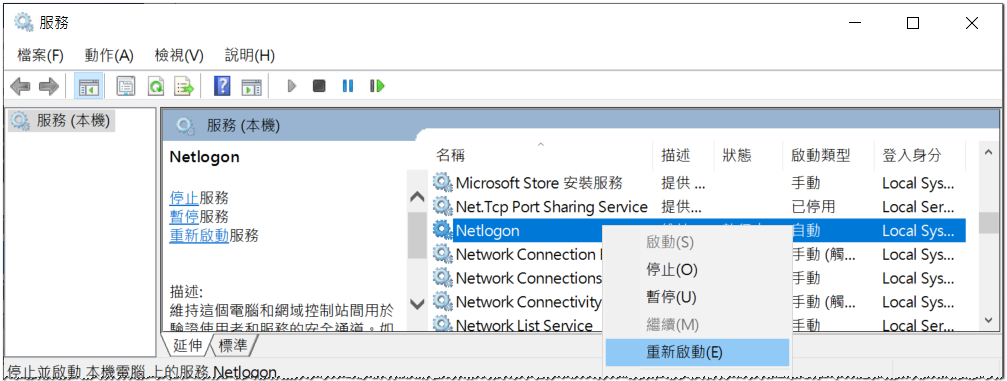 服務
檔案(F) 動作(A) 檢視(V) 說明(H)
服務 (本機)
服務 (本機)
Netlogon
停止服務
暫停服務
重新啟動服務
描述:
維持這個電腦和網域控制站間用於
驗證使用者和服務的安全通道。如
名稱 描述 狀態 啟動類型 登入身分
Microsoft Store 安裝服務 提供 ... 手動 Local Sys...
Net.Tcp Port Sharing Service 提供... 已停用 Local Ser...
Netlogon 自動 Local Sys...
Network Connection 手動 (觸... Local Sys...
Network Connections 手動 Local Sys...
Network Connectivity 手動 (觸... Local Sys...
Network List Service 手動 Local Ser...
啟動(S)
停止(O)
暫停(U)
繼續(M)
重新啟動(E)
延伸 標準
停止並啟動 本機電腦 上的服務 Netlogon